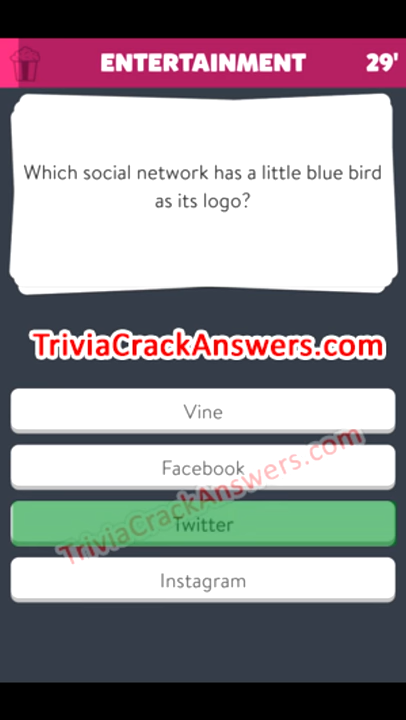 ENTERTAINMENT 29'
Which social network has a little blue bird
as its logo?
TriviaCrackAnswers.com
Vine
Facebook
Twitter
Instagram
TriviaCrackAnswers.com